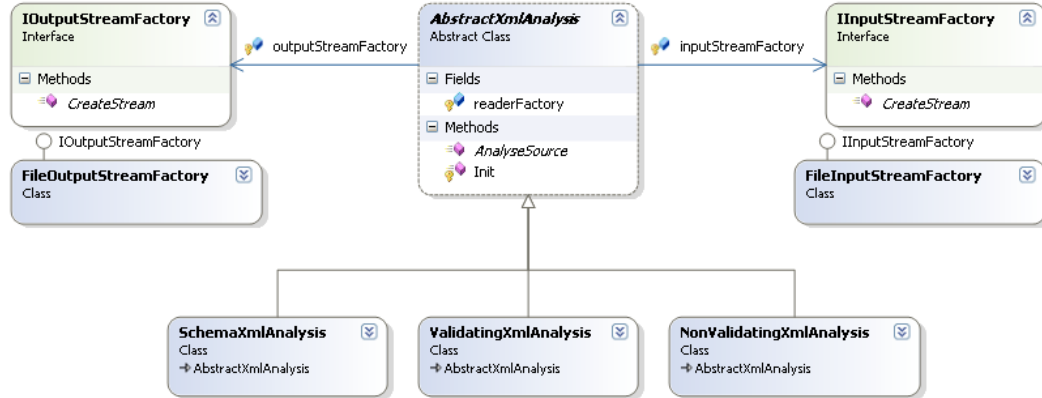 IOutputStreamFactory
Interface
Methods
CreateStream
IOutputStreamFactory
FileOutputStreamFactory
Class
outputStreamFactory
AbstractXmlAnalysis
Abstract Class
Fields
readerFactory
Methods
AnalyseSource
Init
inputStreamFactory
IInputStreamFactory
Interface
Methods
CreateStream
IInputStreamFactory
FileInputStreamFactory
Class
SchemaXmlAnalysis
Class
AbstractXmlAnalysis
ValidatingXmlAnalysis
Class
AbstractXmlAnalysis
NonValidatingXmlAnalysis
Class
AbstractXmlAnalysis